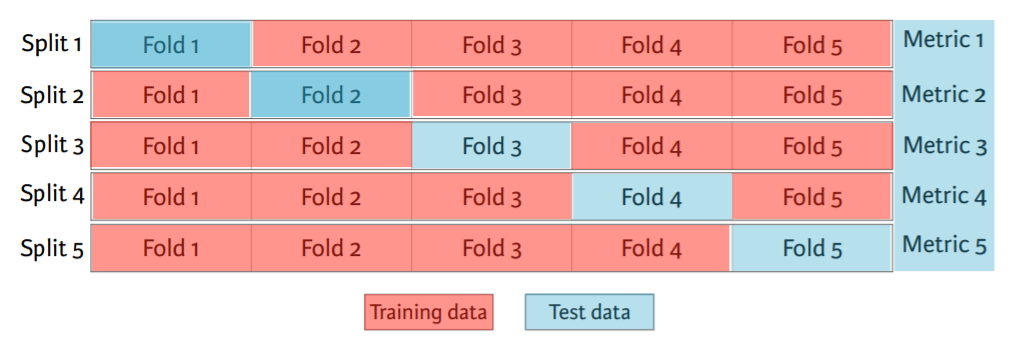 Split 1 Fold 1 Fold 2 Fold 3 Fold 4 Fold 5 Metric 1
Split 2 Fold 1 Fold 2 Fold 3 Fold 4 Fold 5 Metric 2
Split 3 Fold 1 Fold 2 Fold 3 Fold 4 Fold 5 Metric 3
Split 4 Fold 1 Fold 2 Fold 3 Fold 4 Fold 5 Metric 4
Split 5 Fold 1 Fold 2 Fold 3 Fold 4 Fold 5 Metric 5
Training data Test data